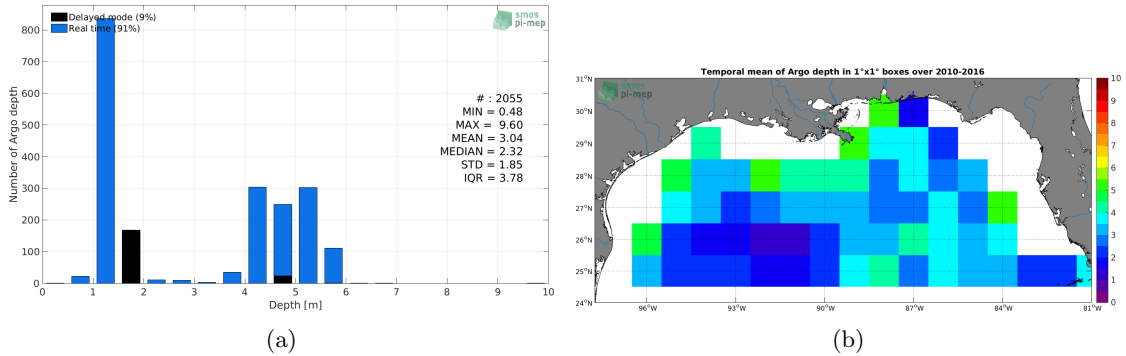 Delayed mode (9%)
Real time (91%)
smos
pi-mep
Number of Argo depth
800
700
600
500
400
300
200
100
0
# : 2055
MIN = 0.48
MAX = 9.60
MEAN = 3.04
MEDIAN = 2.32
STD = 1.85
IQR = 3.78
0 1 2 3 4 5 6 7 8 9 10
Depth [m]
(a)
Temporal mean of Argo depth in 1°x1° boxes over 2010-2016
smos
pi-mep
31°N
30°N
29°N
28°N
27°N
26°N
25°N
24°N
96°W 93°W 90°W 87°W 84°W 81°W
10
9
8
7
6
5
4
3
2
1
0
(b)